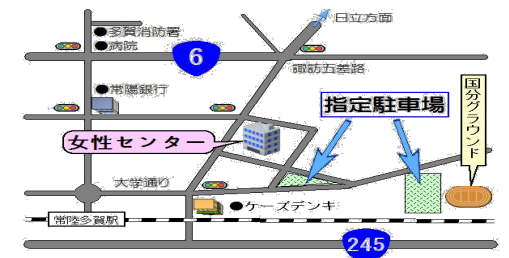 日立方面
●多賀消防署
●病院
6
諏訪五差路
●常陽銀行
指定駐車場
国分グラウンド
女性センター
大学通り
●ケーズデンキ
常陸多賀駅
245